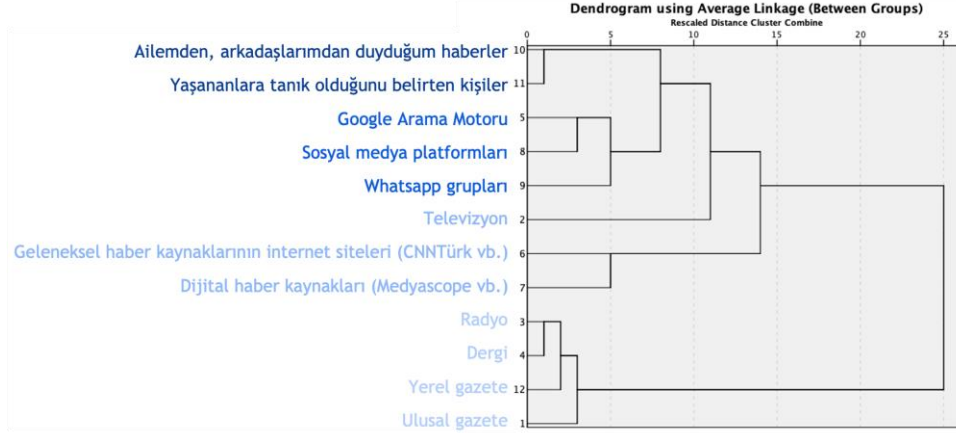 Dendrogram using Average Linkage (Between Groups)
Rescaled Distance Cluster Combine
0 5 10 15 20 25
Ailemden, arkadaşlarımdan duyduğum haberler 10
Yaşananlara tanık olduğunu belirten kişiler 11
Google Arama Motoru 5
Sosyal medya platformları 8
Whatsapp grupları 9
Televizyon 2
Geleneksel haber kaynaklarının internet siteleri (CNNTürk vb.) 6
Dijital haber kaynakları (Medyascope vb.) 7
Radyo 3
Dergi 4
Yerel gazete 12
Ulusal gazete 1